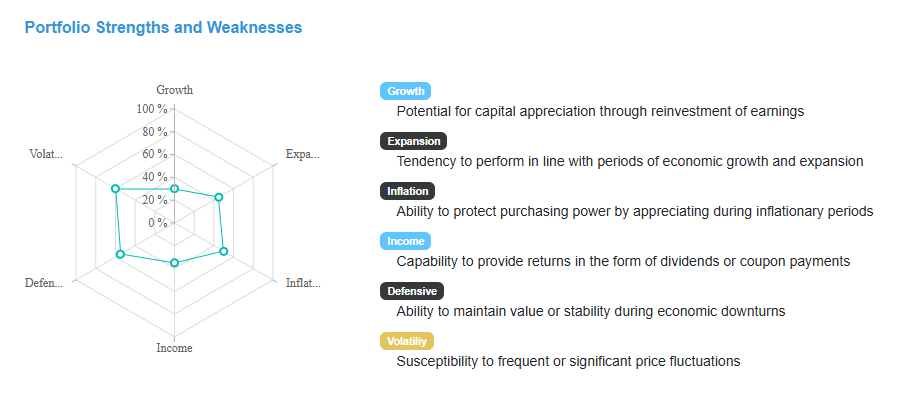 Portfolio Strengths and Weaknesses
Growth
100 %
80 %
60 %
40 %
20 %
0 %
Volat...
Expa...
Defen...
Inflat...
Income
Growth
Potential for capital appreciation through reinvestment of earnings
Expansion
Tendency to perform in line with periods of economic growth and expansion
Inflation
Ability to protect purchasing power by appreciating during inflationary periods
Income
Capability to provide returns in the form of dividends or coupon payments
Defensive
Ability to maintain value or stability during economic downturns
Volatiliy
Susceptibility to frequent or significant price fluctuations